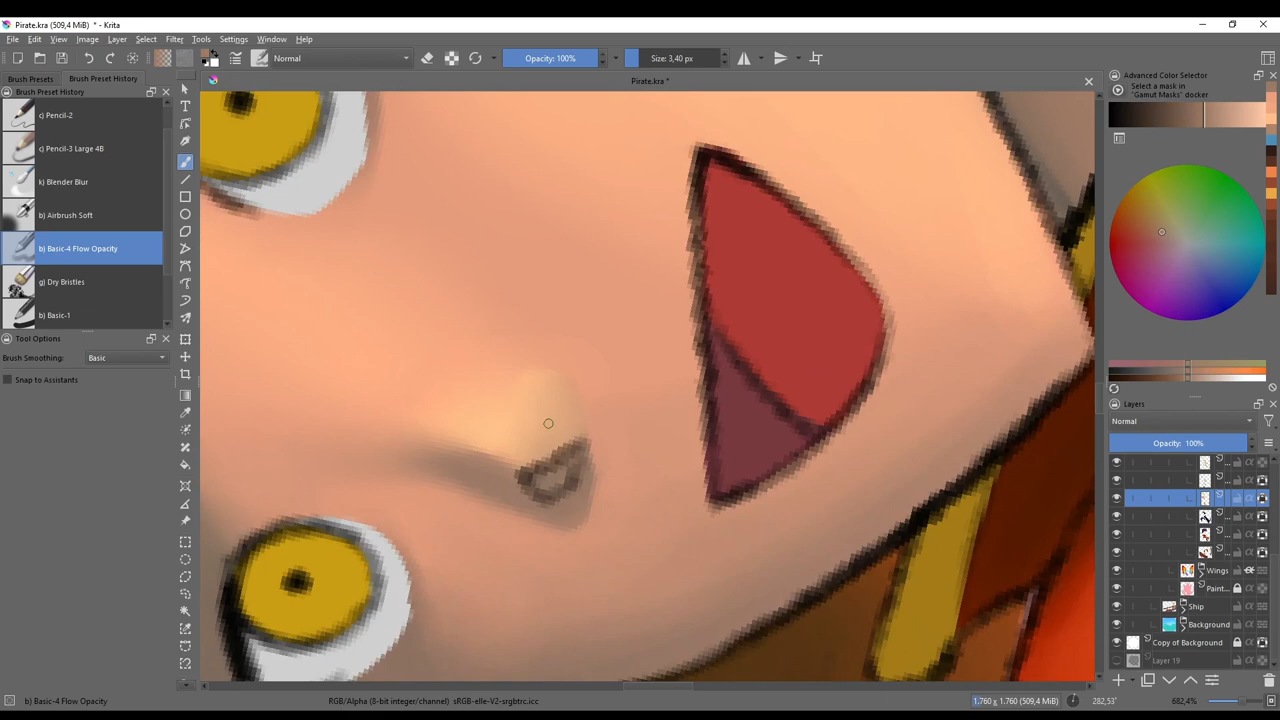 Pirate.kra (509,4 MiB) * - Krita
File Edit View Image Layer Select Filter Tools Settings Window Help
Normal
Opacity: 100%
Size: 3,40 px
Brush Presets
Brush Preset History
Pirate.kra *
Advanced Color Selector
Select a mask in
"Gamut Masks" docker
Brush Preset History
c) Pencil-2
c) Pencil-3 Large 4B
k) Blender Blur
b) Airbrush Soft
b) Basic-4 Flow Opacity
g) Dry Bristles
b) Basic-1
Tool Options
Brush Smoothing: Basic
Snap to Assistants
Layers
Normal
Opacity: 100%
...
...
...
...
...
...
Wings
Paint...
Ship
Background
Copy of Background
Layer 19
b) Basic-4 Flow Opacity
RGB/Alpha (8-bit integer/channel) sRGB-elle-V2-srgbtrc.icc
1.760 x 1.760 (509,4 MiB)
282,53°
682,4%